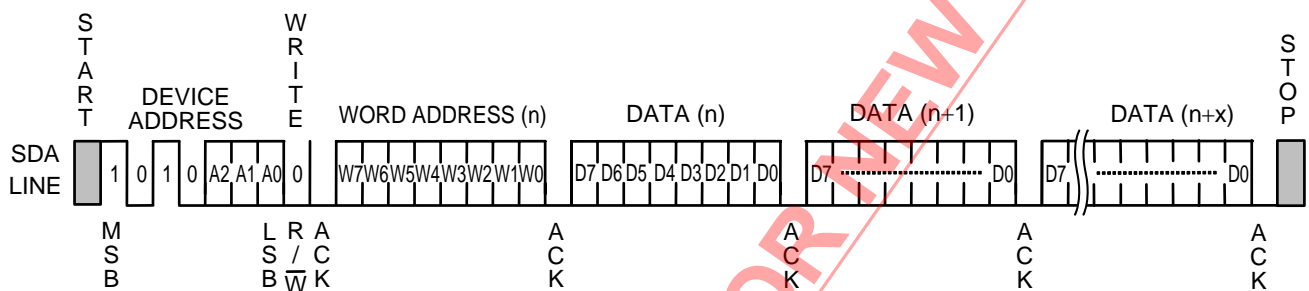 START
WRITE
STOP
DEVICE
ADDRESS
WORD ADDRESS (n)
DATA (n)
DATA (n+1)
DATA (n+x)
SDA
LINE
1 0 1 0 A2 A1 A0 0
W7 W6 W5 W4 W3 W2 W1 W0
D7 D6 D5 D4 D3 D2 D1 D0
D7 D0
D7 D0
MSB
LSB
R/W̅
ACK
ACK
ACK
ACK
ACK
OR NEW